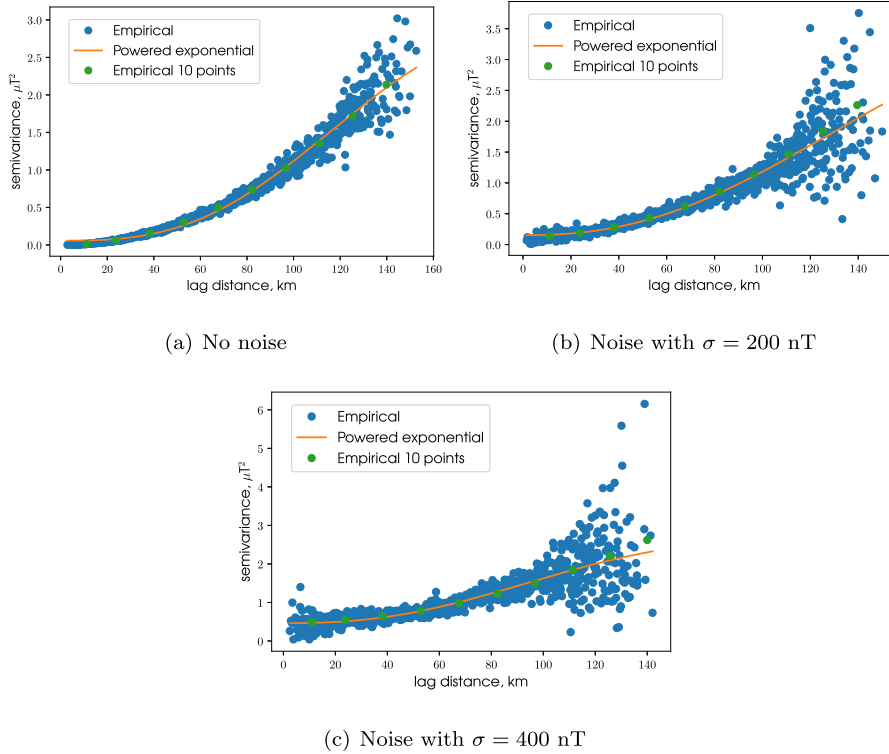 3.0
2.5
2.0
1.5
1.0
0.5
0.0
semivariance, μT²
Empirical
Powered exponential
Empirical 10 points
0 20 40 60 80 100 120 140 160
lag distance, km
(a) No noise
3.5
3.0
2.5
2.0
1.5
1.0
0.5
0.0
semivariance, μT²
Empirical
Powered exponential
Empirical 10 points
0 20 40 60 80 100 120 140
lag distance, km
(b) Noise with σ = 200 nT
6
5
4
3
2
1
0
semivariance, μT²
Empirical
Powered exponential
Empirical 10 points
0 20 40 60 80 100 120 140
lag distance, km
(c) Noise with σ = 400 nT